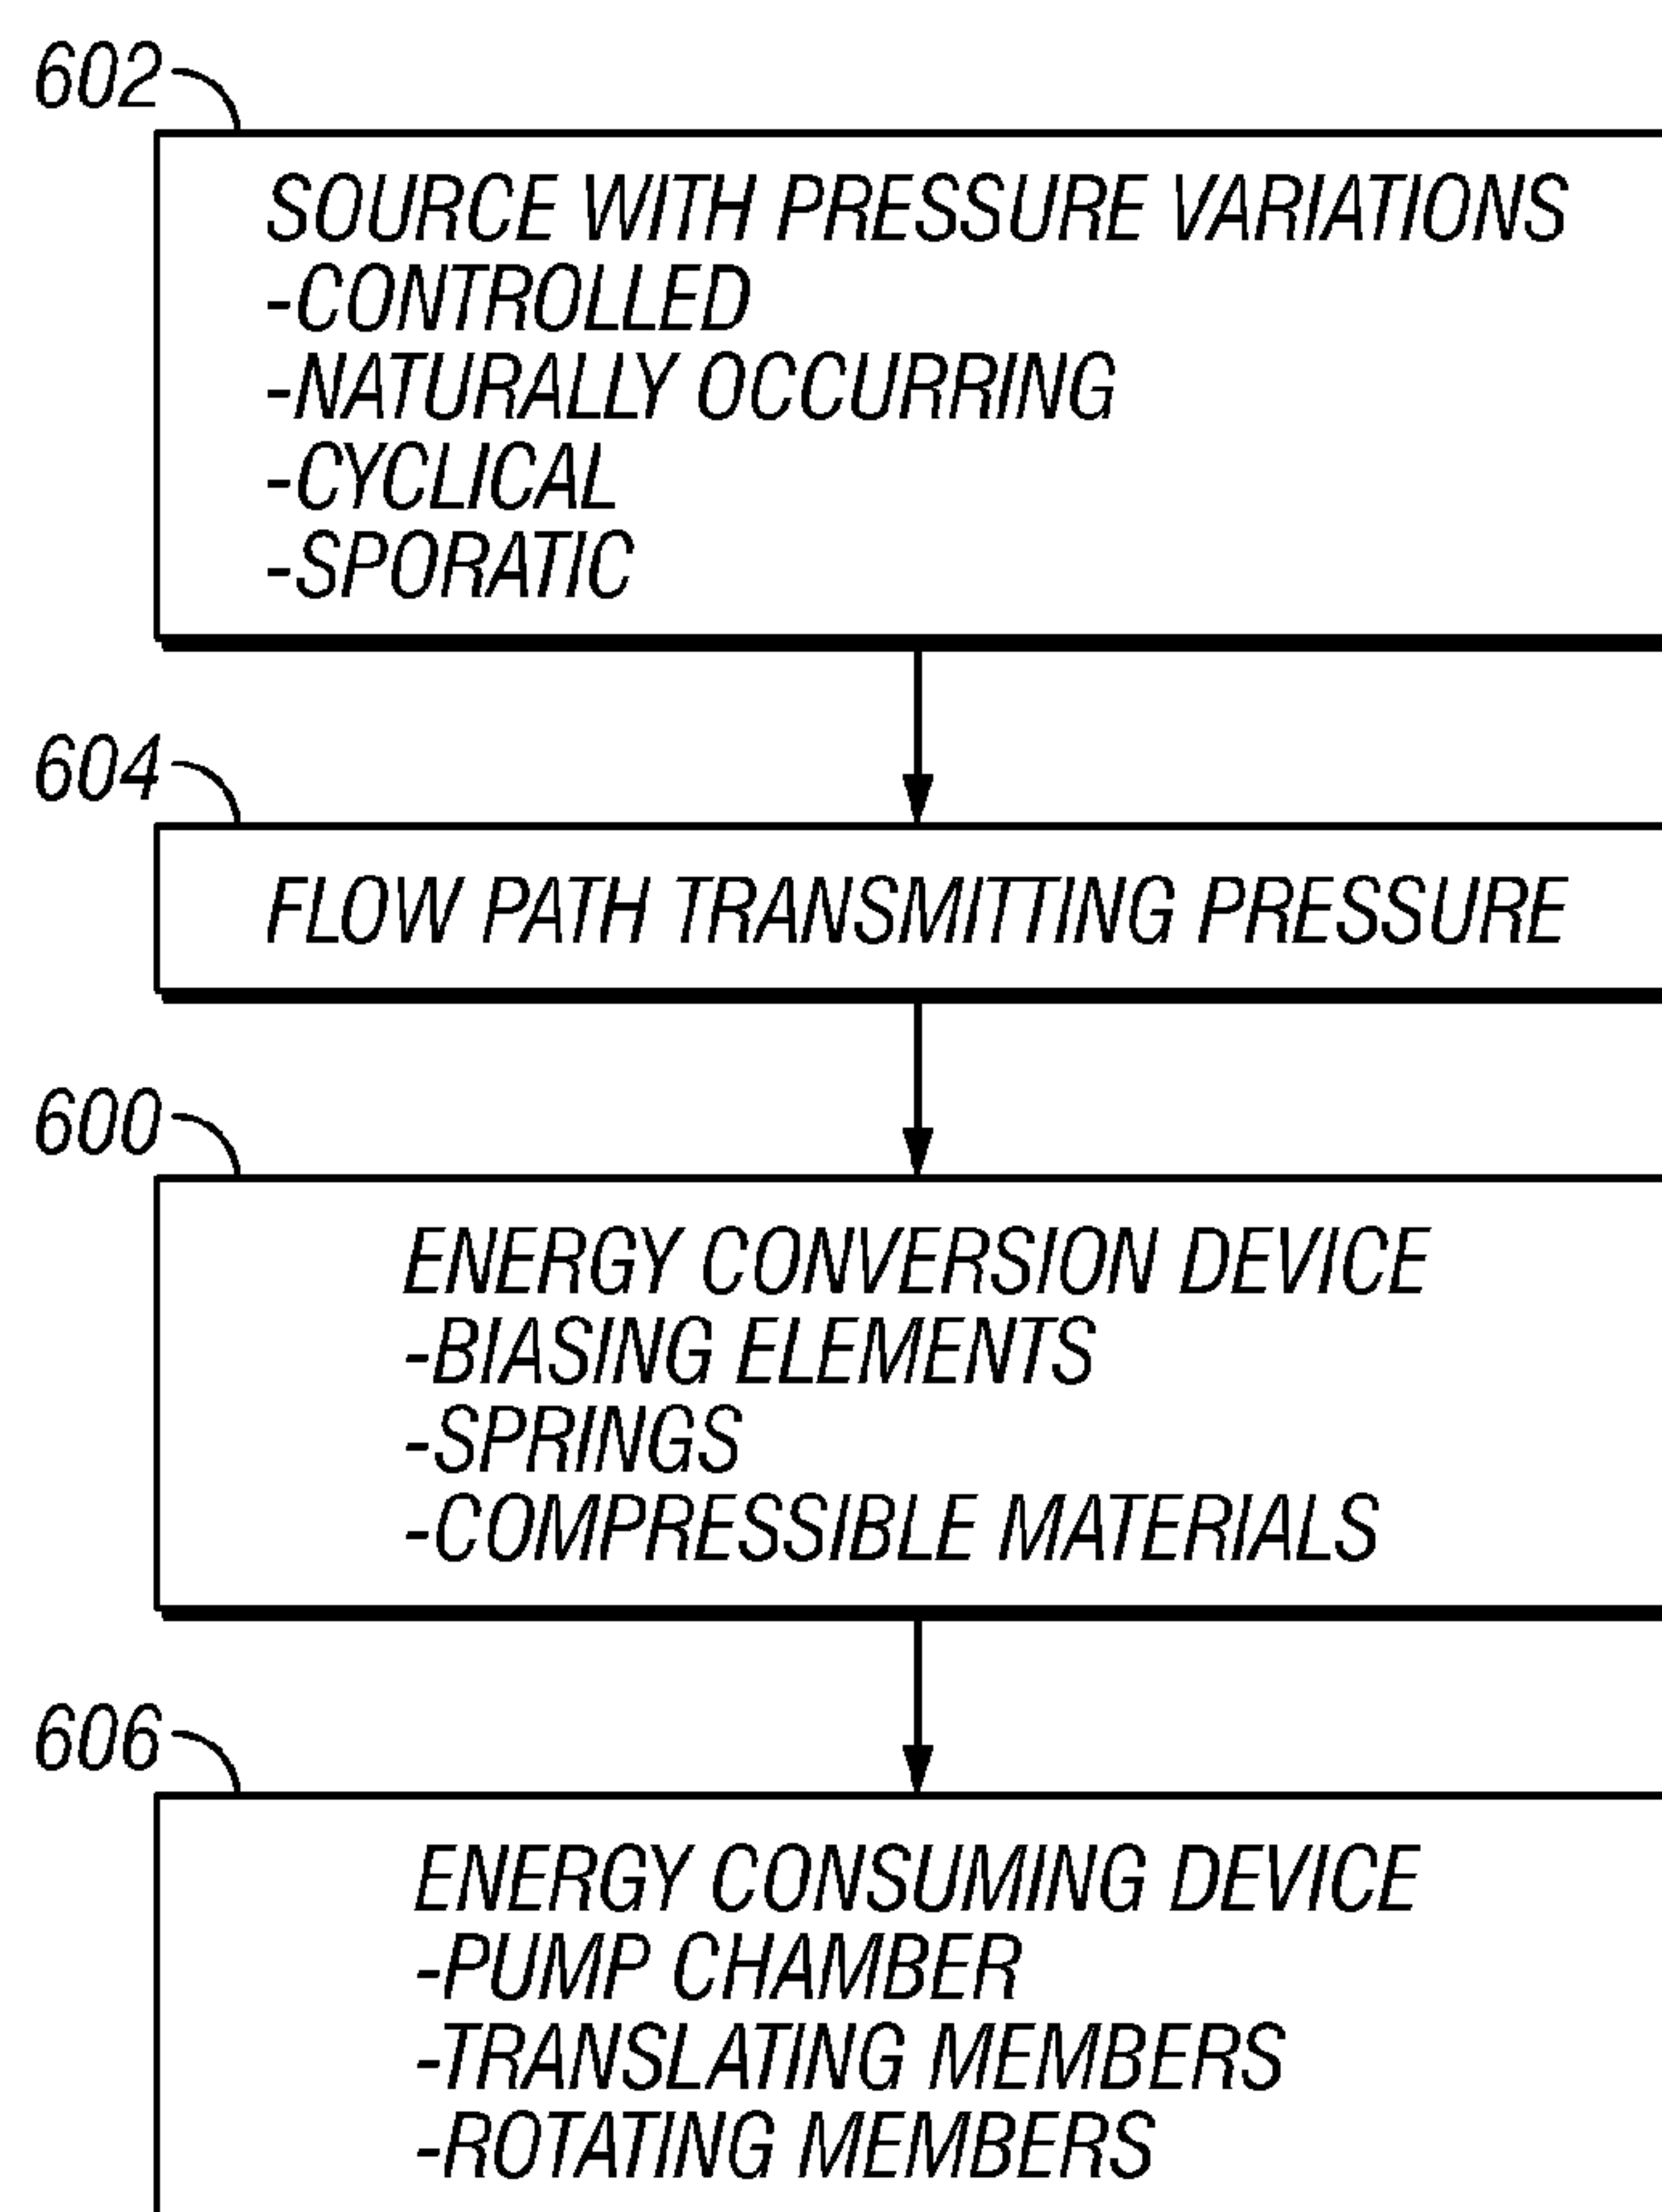 602
SOURCE WITH PRESSURE VARIATIONS
-CONTROLLED
-NATURALLY OCCURRING
-CYCLICAL
-SPORATIC
604
FLOW PATH TRANSMITTING PRESSURE
600
ENERGY CONVERSION DEVICE
-BIASING ELEMENTS
-SPRINGS
-COMPRESSIBLE MATERIALS
606
ENERGY CONSUMING DEVICE
-PUMP CHAMBER
-TRANSLATING MEMBERS
-ROTATING MEMBERS